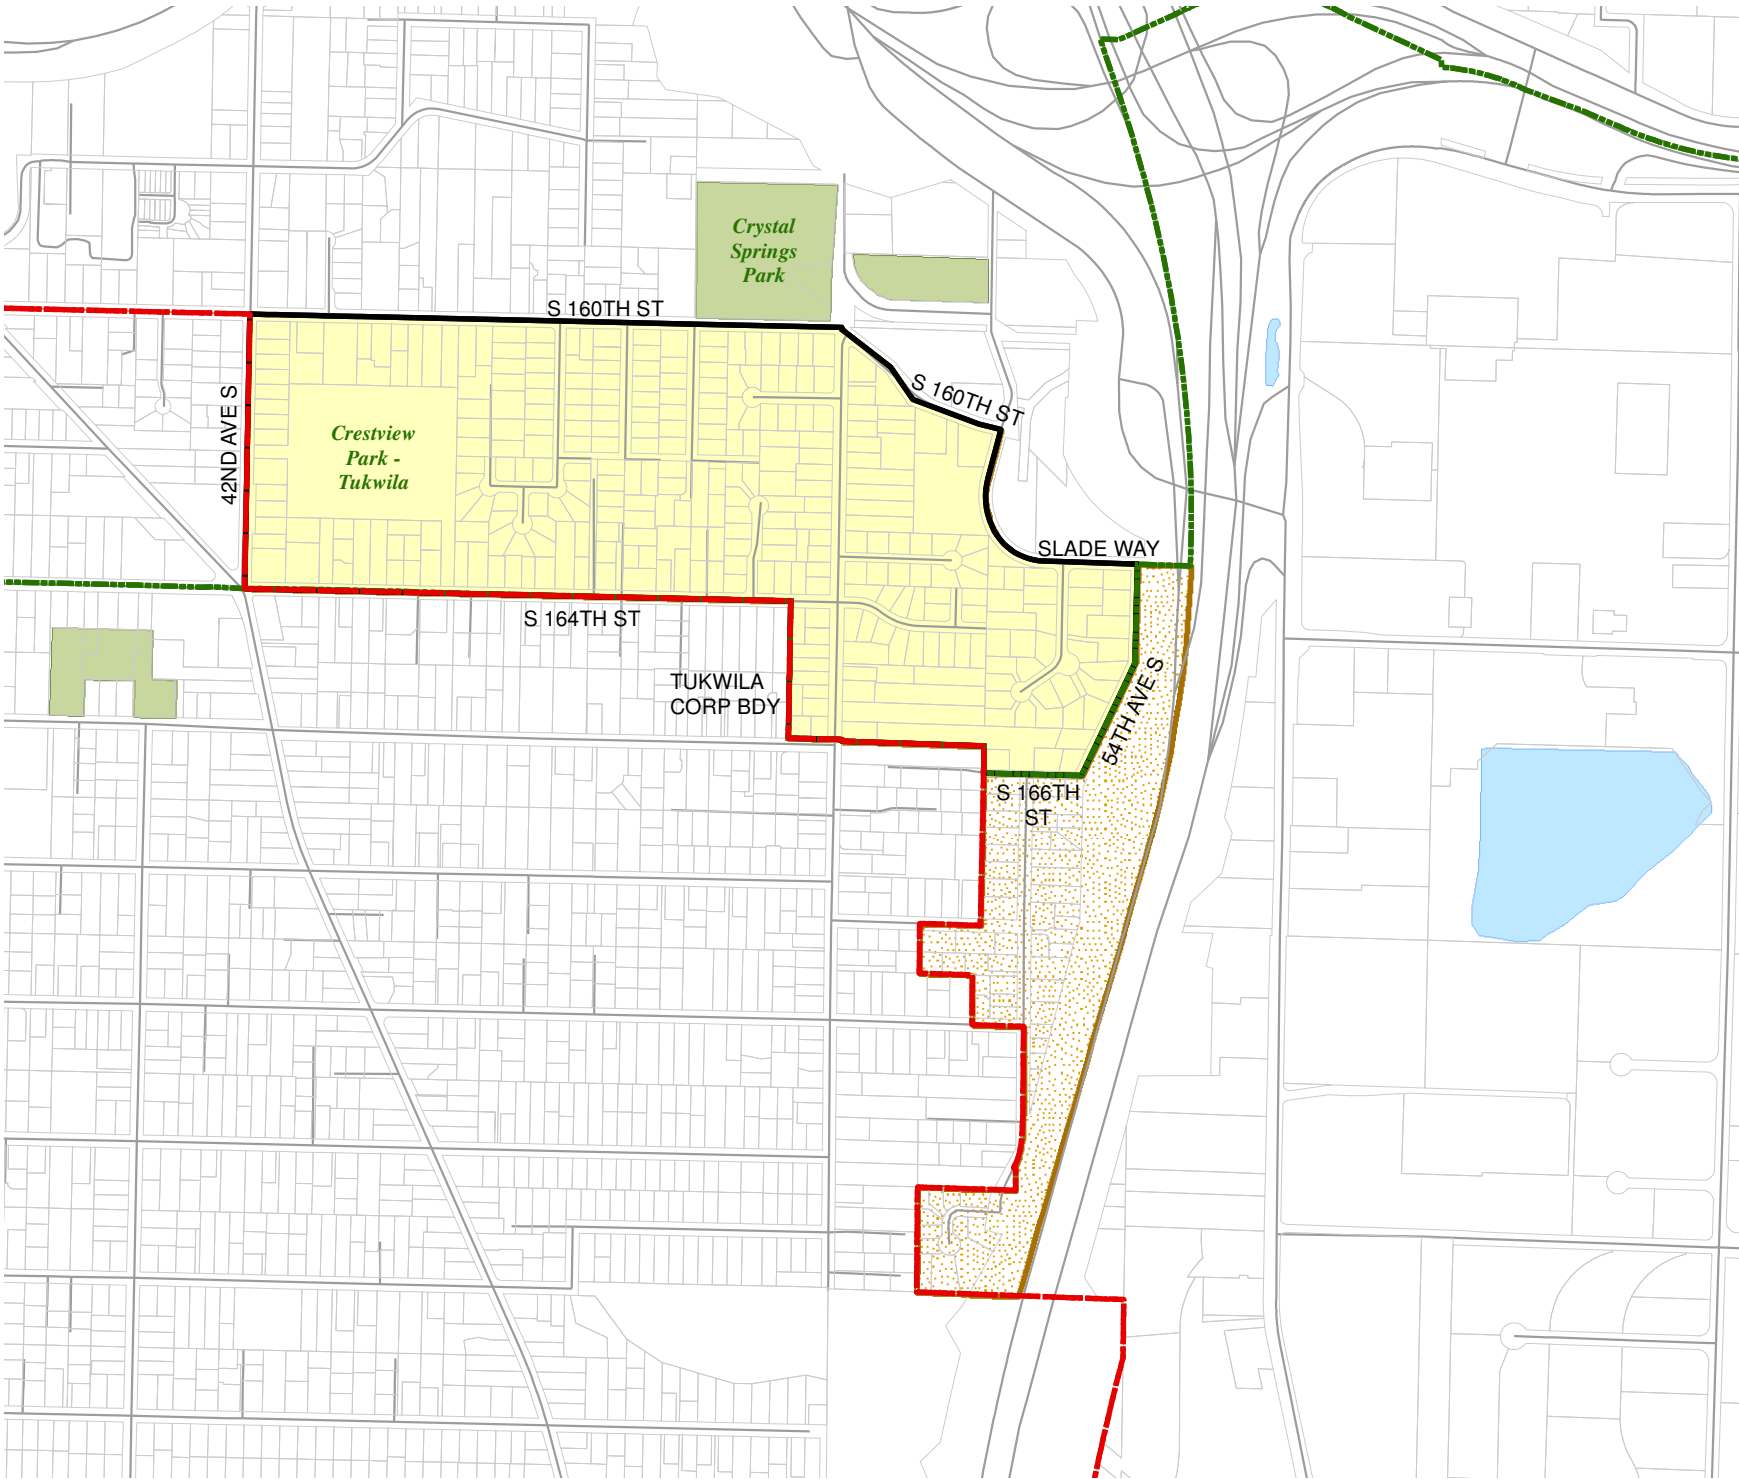 Crystal
Springs
Park
S 160TH ST
S 160TH ST
42ND AVE S
Crestview
Park -
Tukwila
SLADE WAY
S 164TH ST
TUKWILA
CORP BDY
54TH AVE S
S 166TH
ST